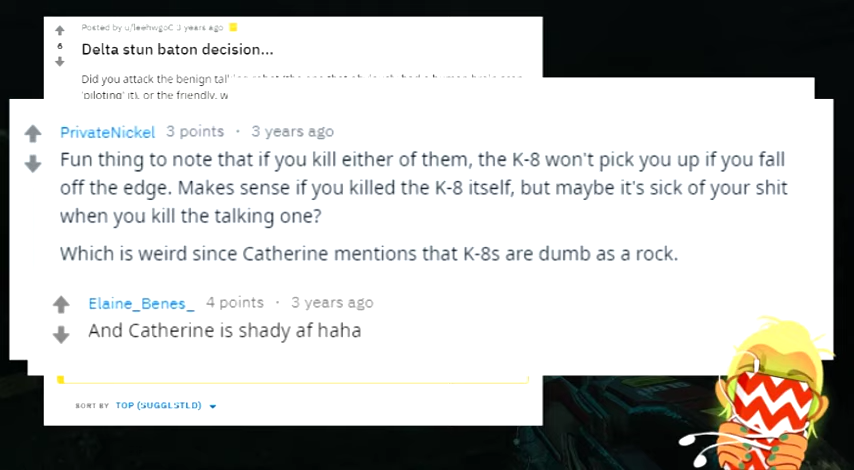 Posted by u/leehwgoC 3 years ago
6
Delta stun baton decision...
Did you attack the benign
'piloting' it), or the friendly,
PrivateNickel 3 points · 3 years ago
Fun thing to note that if you kill either of them, the K-8 won't pick you up if you fall
off the edge. Makes sense if you killed the K-8 itself, but maybe it's sick of your shit
when you kill the talking one?
Which is weird since Catherine mentions that K-8s are dumb as a rock.
Elaine_Benes_ 4 points · 3 years ago
And Catherine is shady af haha
SORT BY TOP (SUGGESTED)